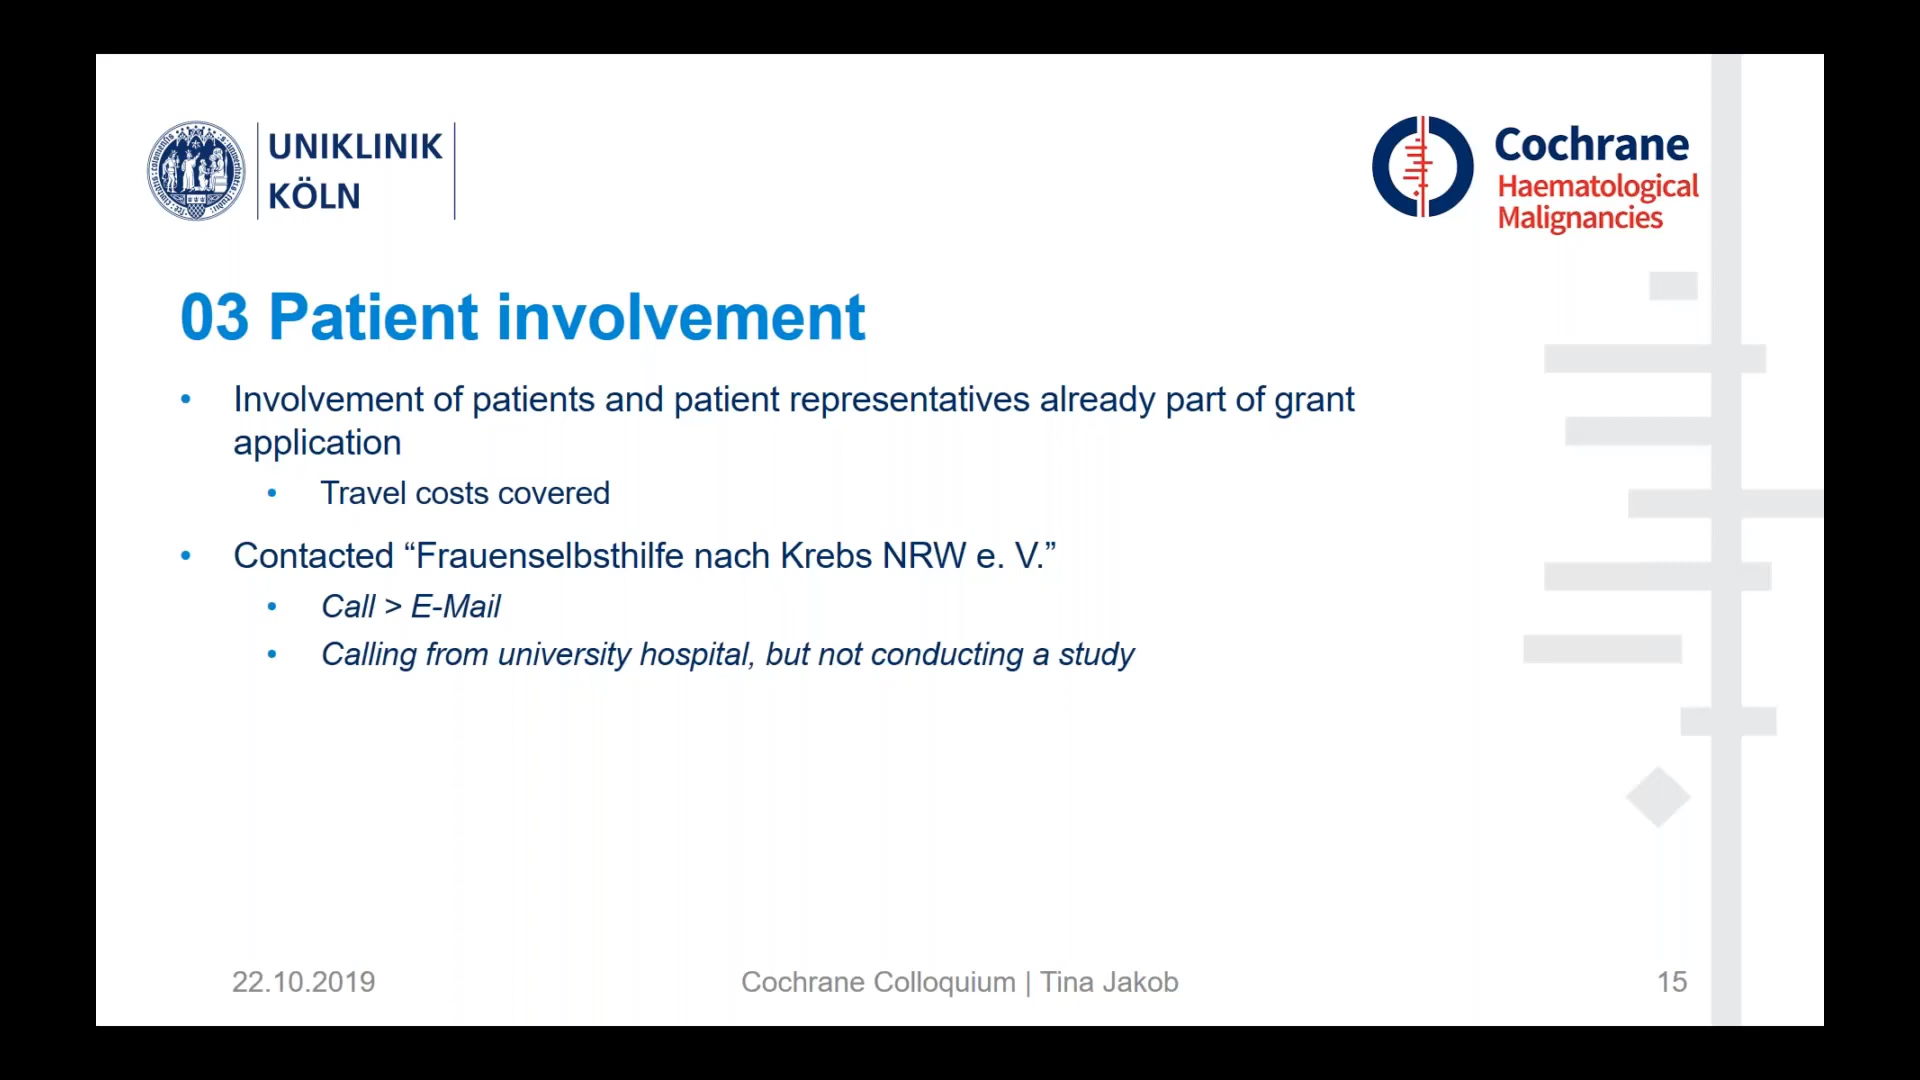 UNIKLINIK
KÖLN
Cochrane
Haematological
Malignancies
03 Patient involvement
• Involvement of patients and patient representatives already part of grant
application
• Travel costs covered
• Contacted “Frauenselbsthilfe nach Krebs NRW e. V.”
• Call > E-Mail
• Calling from university hospital, but not conducting a study
22.10.2019
Cochrane Colloquium | Tina Jakob
15